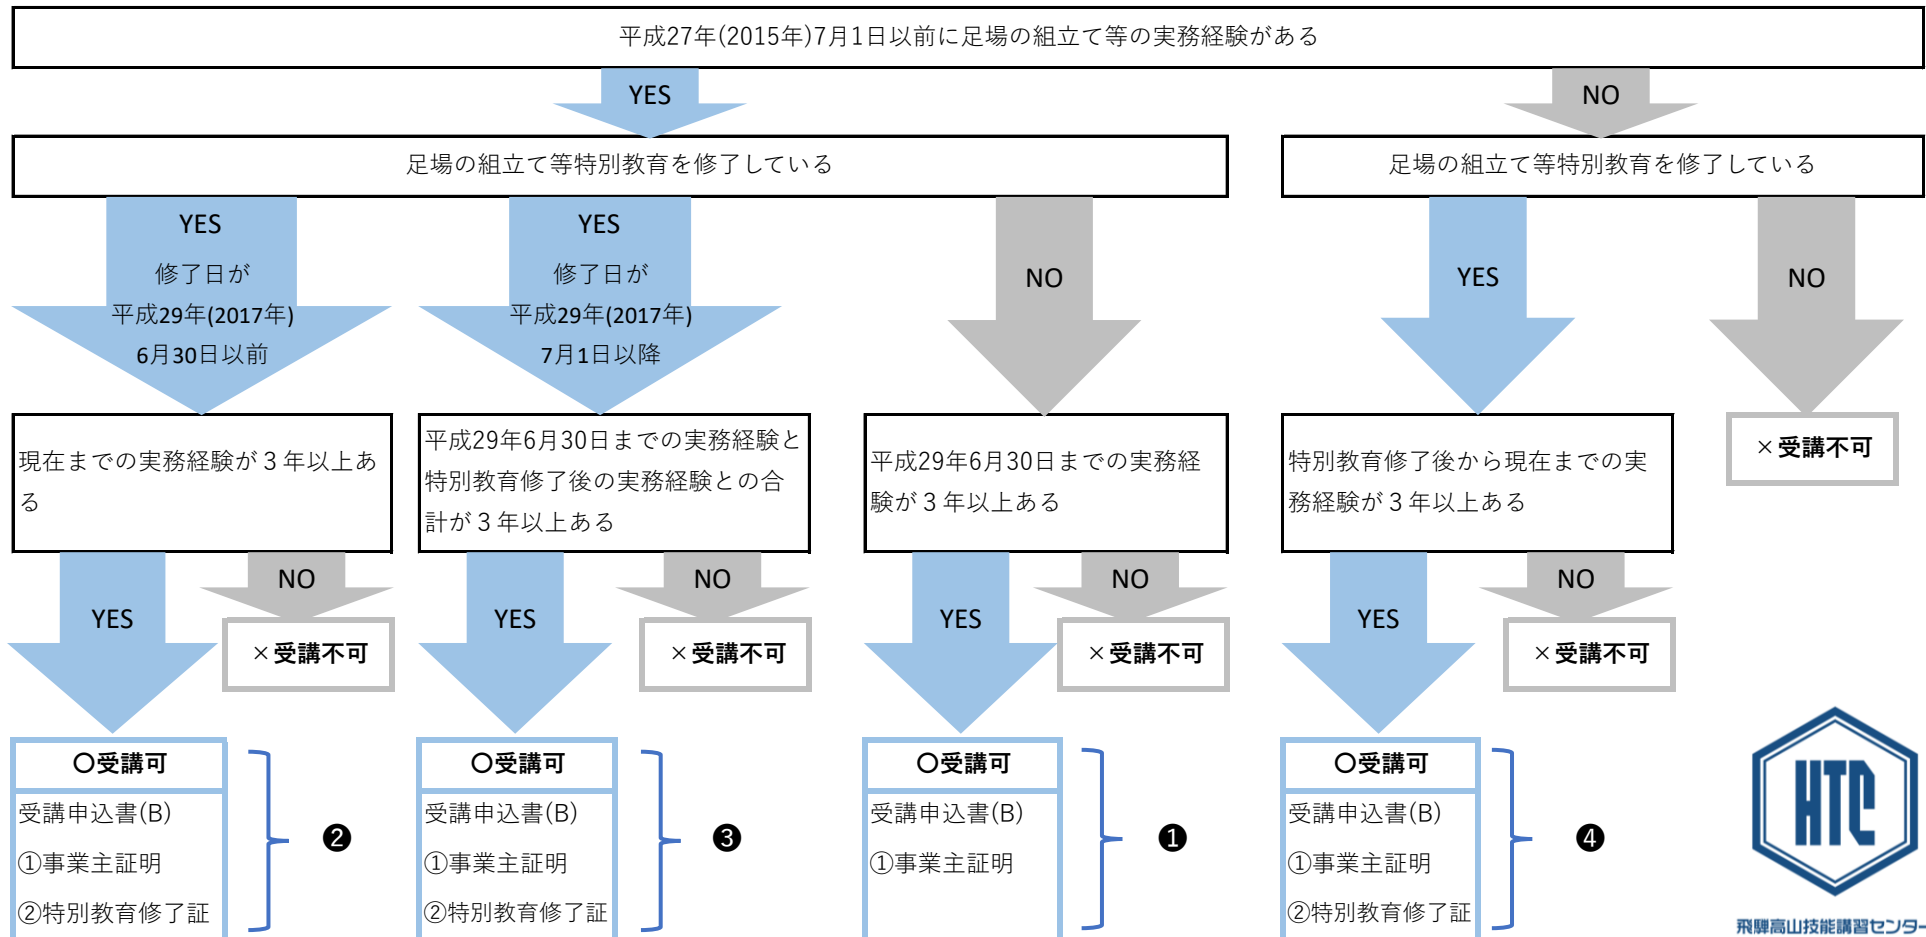 平成27年(2015年)7月1日以前に足場の組立て等の実務経験がある
YES
NO
足場の組立て等特別教育を修了している
足場の組立て等特別教育を修了している
YES
修了日が
平成29年(2017年)
6月30日以前
YES
修了日が
平成29年(2017年)
7月1日以降
NO
YES
NO
現在までの実務経験が3年以上あ
る
平成29年6月30日までの実務経験と
特別教育修了後の実務経験との合
計が3年以上ある
平成29年6月30日までの実務経
験が3年以上ある
特別教育修了後から現在までの実
務経験が3年以上ある
×受講不可
YES
NO
×受講不可
YES
NO
×受講不可
YES
NO
×受講不可
YES
NO
×受講不可
〇受講可
受講申込書(B)
①事業主証明
②特別教育修了証
❷
〇受講可
受講申込書(B)
①事業主証明
②特別教育修了証
❸
〇受講可
受講申込書(B)
①事業主証明
❶
〇受講可
受講申込書(B)
①事業主証明
②特別教育修了証
❹
HTC
飛騨高山技能講習センター